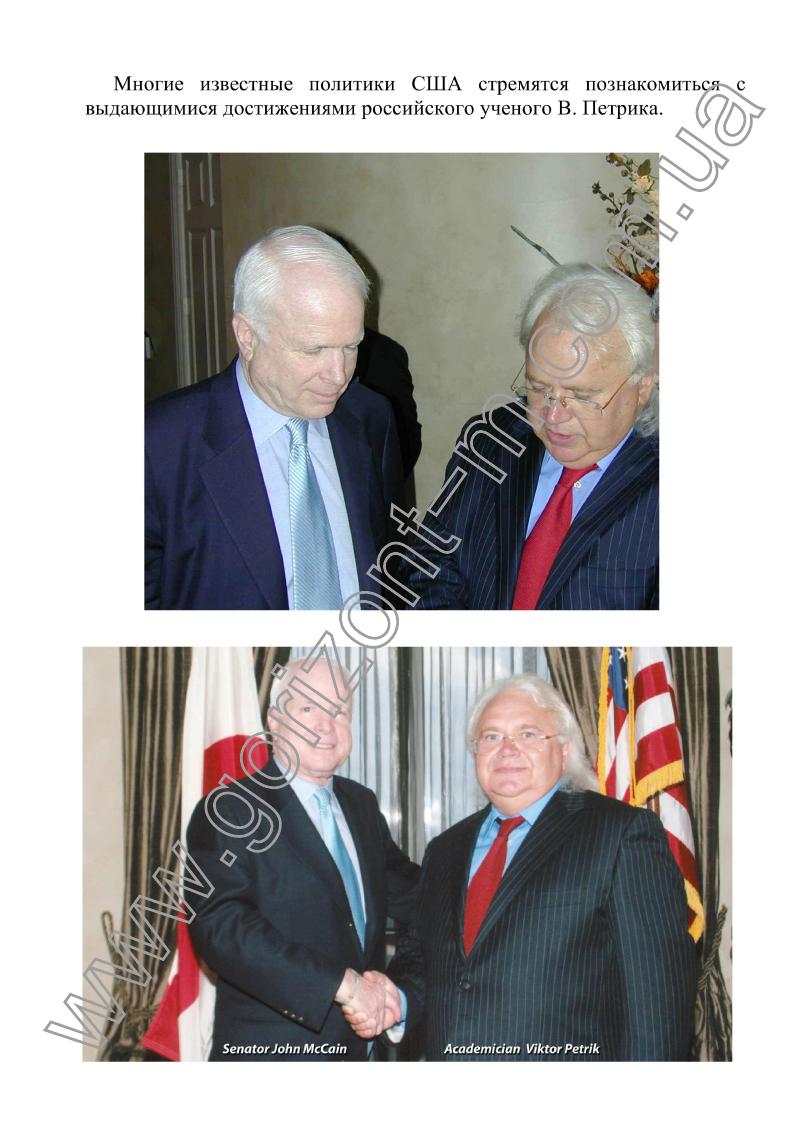 Многие известные политики США стремятся познакомиться с
выдающимися достижениями российского ученого В. Петрика.
www.gorizont-m.com.ua
Senator John McCain
Academician Viktor Petrik